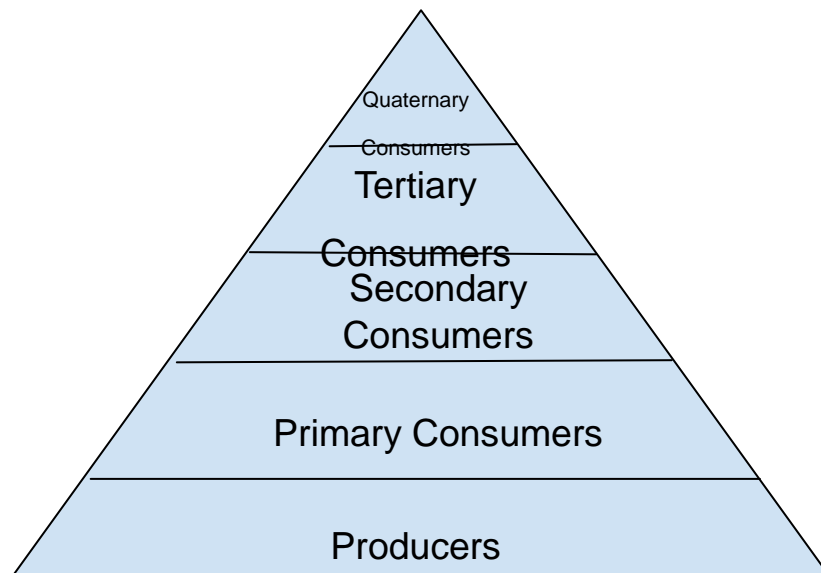 Quaternary
Consumers
Tertiary
Consumers
Secondary
Consumers
Primary Consumers
Producers